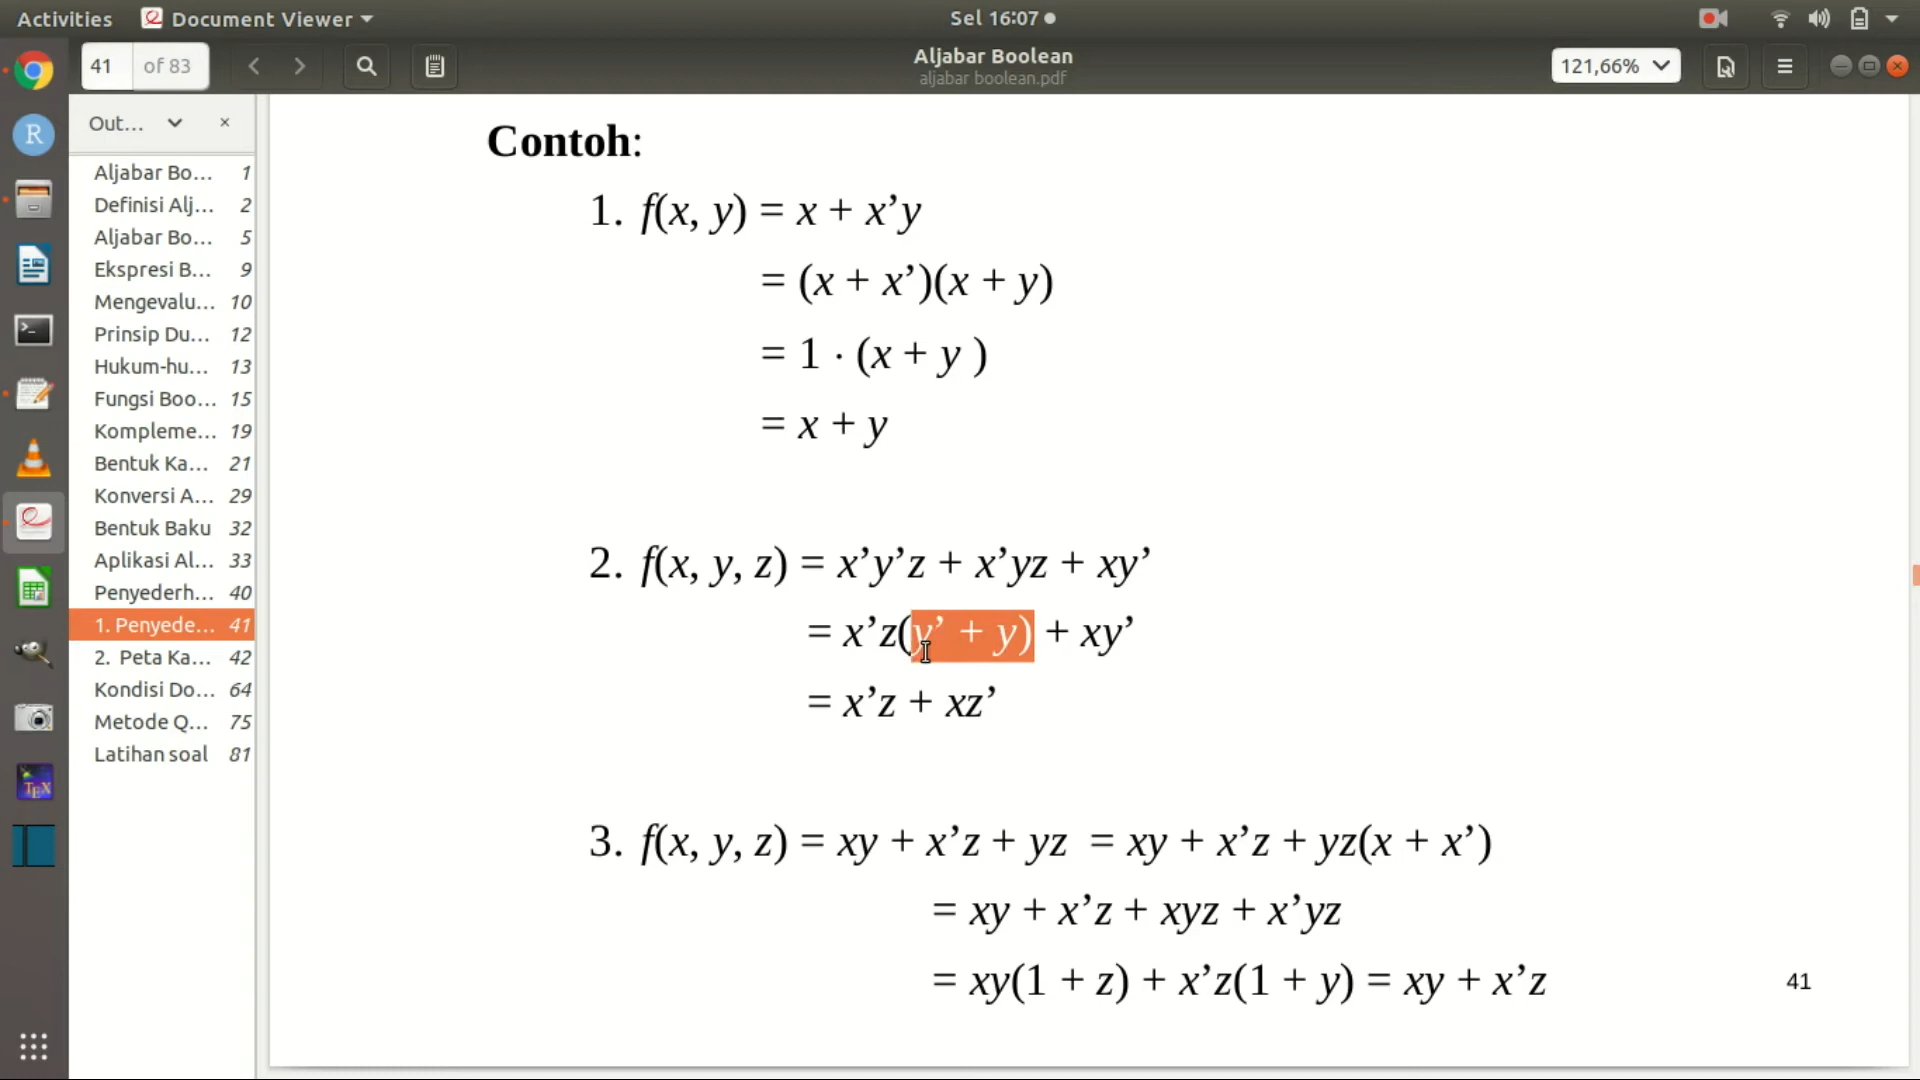 Activities Document Viewer Sel 16:07
41 of 83 Aljabar Boolean 121,66%
aljabar boolean.pdf
Out...
Aljabar Bo... 1
Definisi Alj... 2
Aljabar Bo... 5
Ekspresi B... 9
Mengevalu... 10
Prinsip Du... 12
Hukum-hu... 13
Fungsi Boo... 15
Kompleme... 19
Bentuk Ka... 21
Konversi A... 29
Bentuk Baku 32
Aplikasi Al... 33
Penyederh... 40
1. Penyede... 41
2. Peta Ka... 42
Kondisi Do... 64
Metode Q... 75
Latihan soal 81
R
TEX
Contoh:
1. f(x, y) = x + x’y
= (x + x’)(x + y)
= 1 · (x + y )
= x + y
2. f(x, y, z) = x’y’z + x’yz + xy’
= x’z(y’ + y) + xy’
= x’z + xz’
3. f(x, y, z) = xy + x’z + yz = xy + x’z + yz(x + x’)
= xy + x’z + xyz + x’yz
= xy(1 + z) + x’z(1 + y) = xy + x’z
41